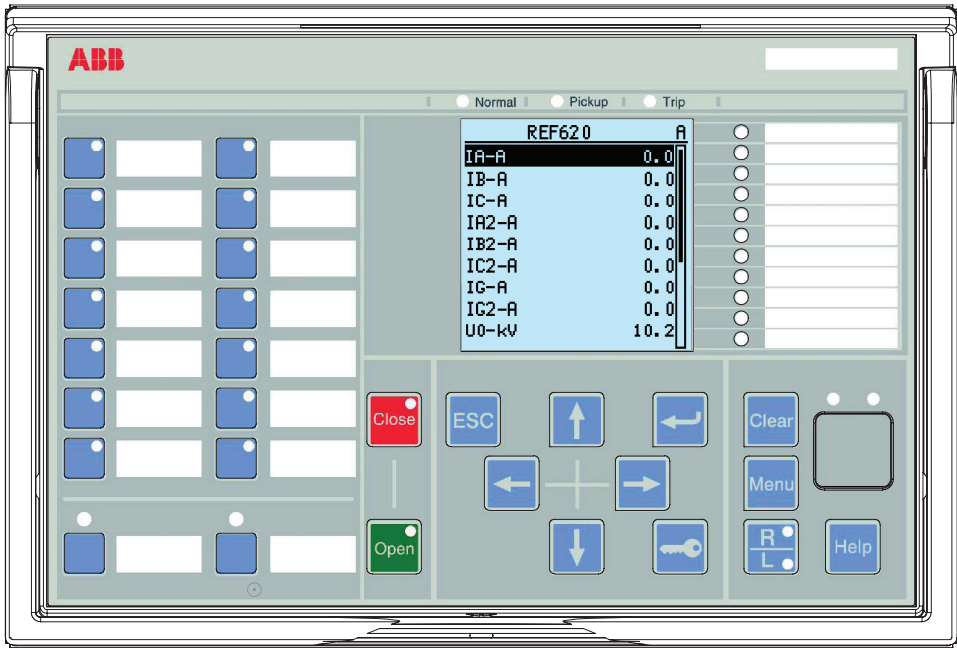 ABB
Normal Pickup Trip
REF620 A
IA-A 0.0
IB-A 0.0
IC-A 0.0
IA2-A 0.0
IB2-A 0.0
IC2-A 0.0
IG-A 0.0
IG2-A 0.0
U0-kV 10.2
Close
ESC
Clear
Menu
Open
R
L
Help